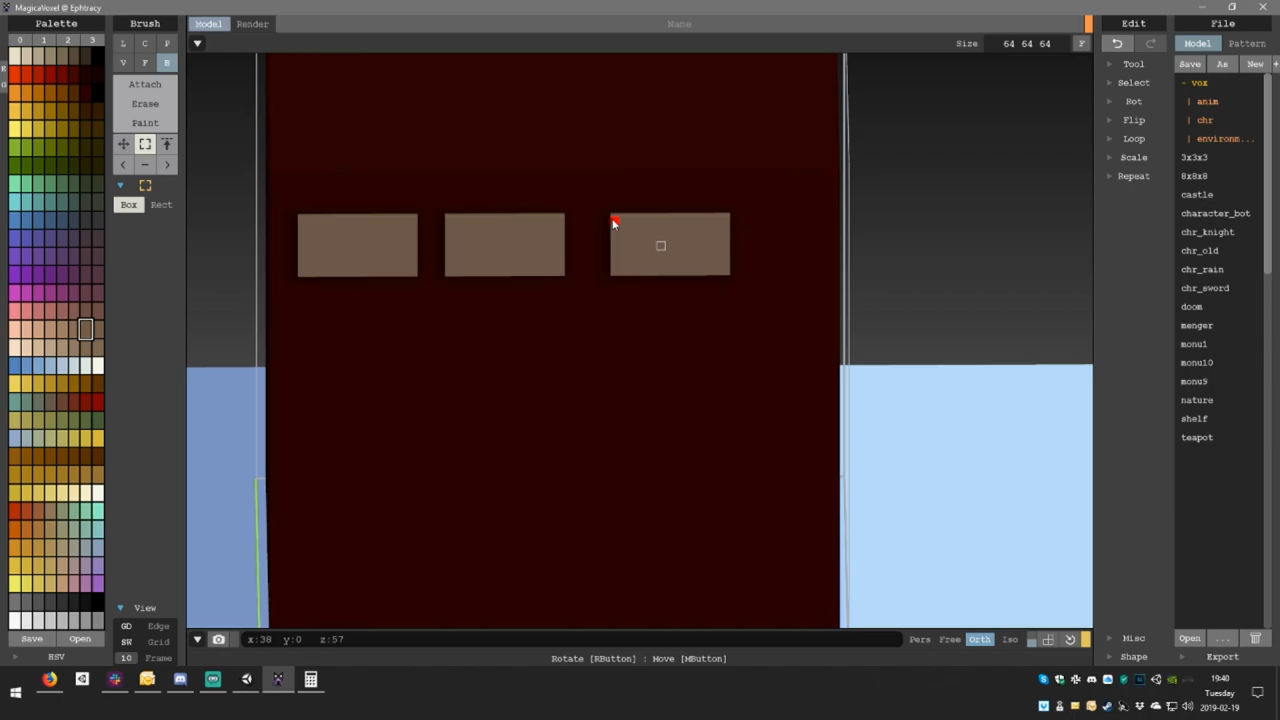 MagicaVoxel @ Ephtracy
Palette
0 1 2 3
Save Open
HSV
Brush
L C P
V F B
Attach
Erase
Paint
< - >
Box Rect
View
GD Edge
SW Grid
10 Frame
Model Render
Name
Size 64 64 64 F
x:38 y:0 z:57
Pers Free Orth Iso
Rotate [RButton] : Move [MButton]
Edit
Tool
Select
Rot
Flip
Loop
Scale
Repeat
Misc
Shape
File
Model Pattern
Save As New +
- vox
| anim
| chr
| environm...
3x3x3
8x8x8
castle
character_bot
chr_knight
chr_old
chr_rain
chr_sword
doom
menger
monu1
monu10
monu9
nature
shelf
teapot
Open ...
Export
19:40
Tuesday
2019-02-19